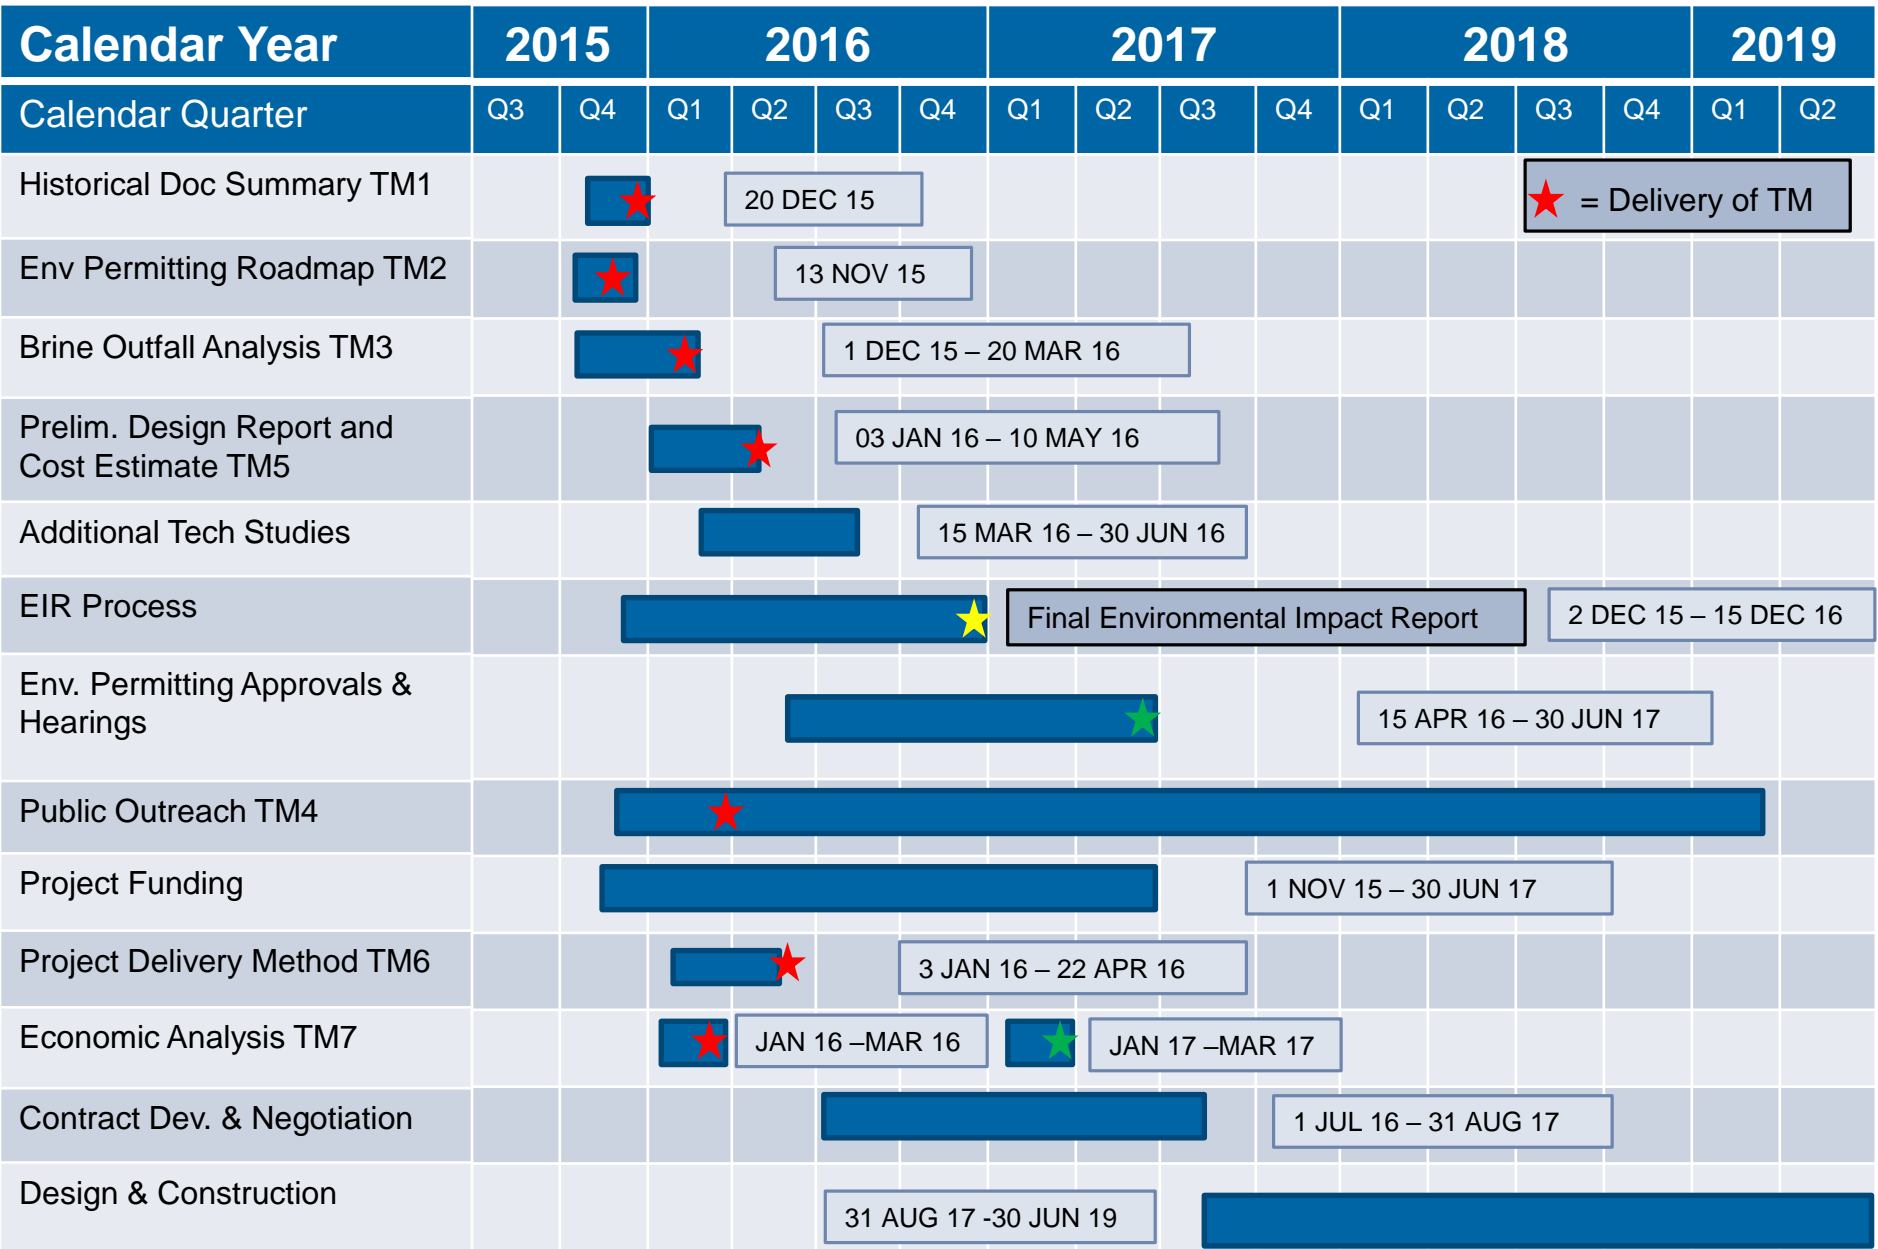 Calendar Year 2015 2016 2017 2018 2019
Calendar Quarter Q3 Q4 Q1 Q2 Q3 Q4 Q1 Q2 Q3 Q4 Q1 Q2 Q3 Q4 Q1 Q2
Historical Doc Summary TM1 20 DEC 15 = Delivery of TM
Env Permitting Roadmap TM2 13 NOV 15
Brine Outfall Analysis TM3 1 DEC 15 – 20 MAR 16
Prelim. Design Report and
Cost Estimate TM5
03 JAN 16 – 10 MAY 16
Additional Tech Studies 15 MAR 16 – 30 JUN 16
EIR Process Final Environmental Impact Report 2 DEC 15 – 15 DEC 16
Env. Permitting Approvals &
Hearings
15 APR 16 – 30 JUN 17
Public Outreach TM4
Project Funding 1 NOV 15 – 30 JUN 17
Project Delivery Method TM6 3 JAN 16 – 22 APR 16
Economic Analysis TM7 JAN 16 –MAR 16 JAN 17 –MAR 17
Contract Dev. & Negotiation 1 JUL 16 – 31 AUG 17
Design & Construction 31 AUG 17 -30 JUN 19